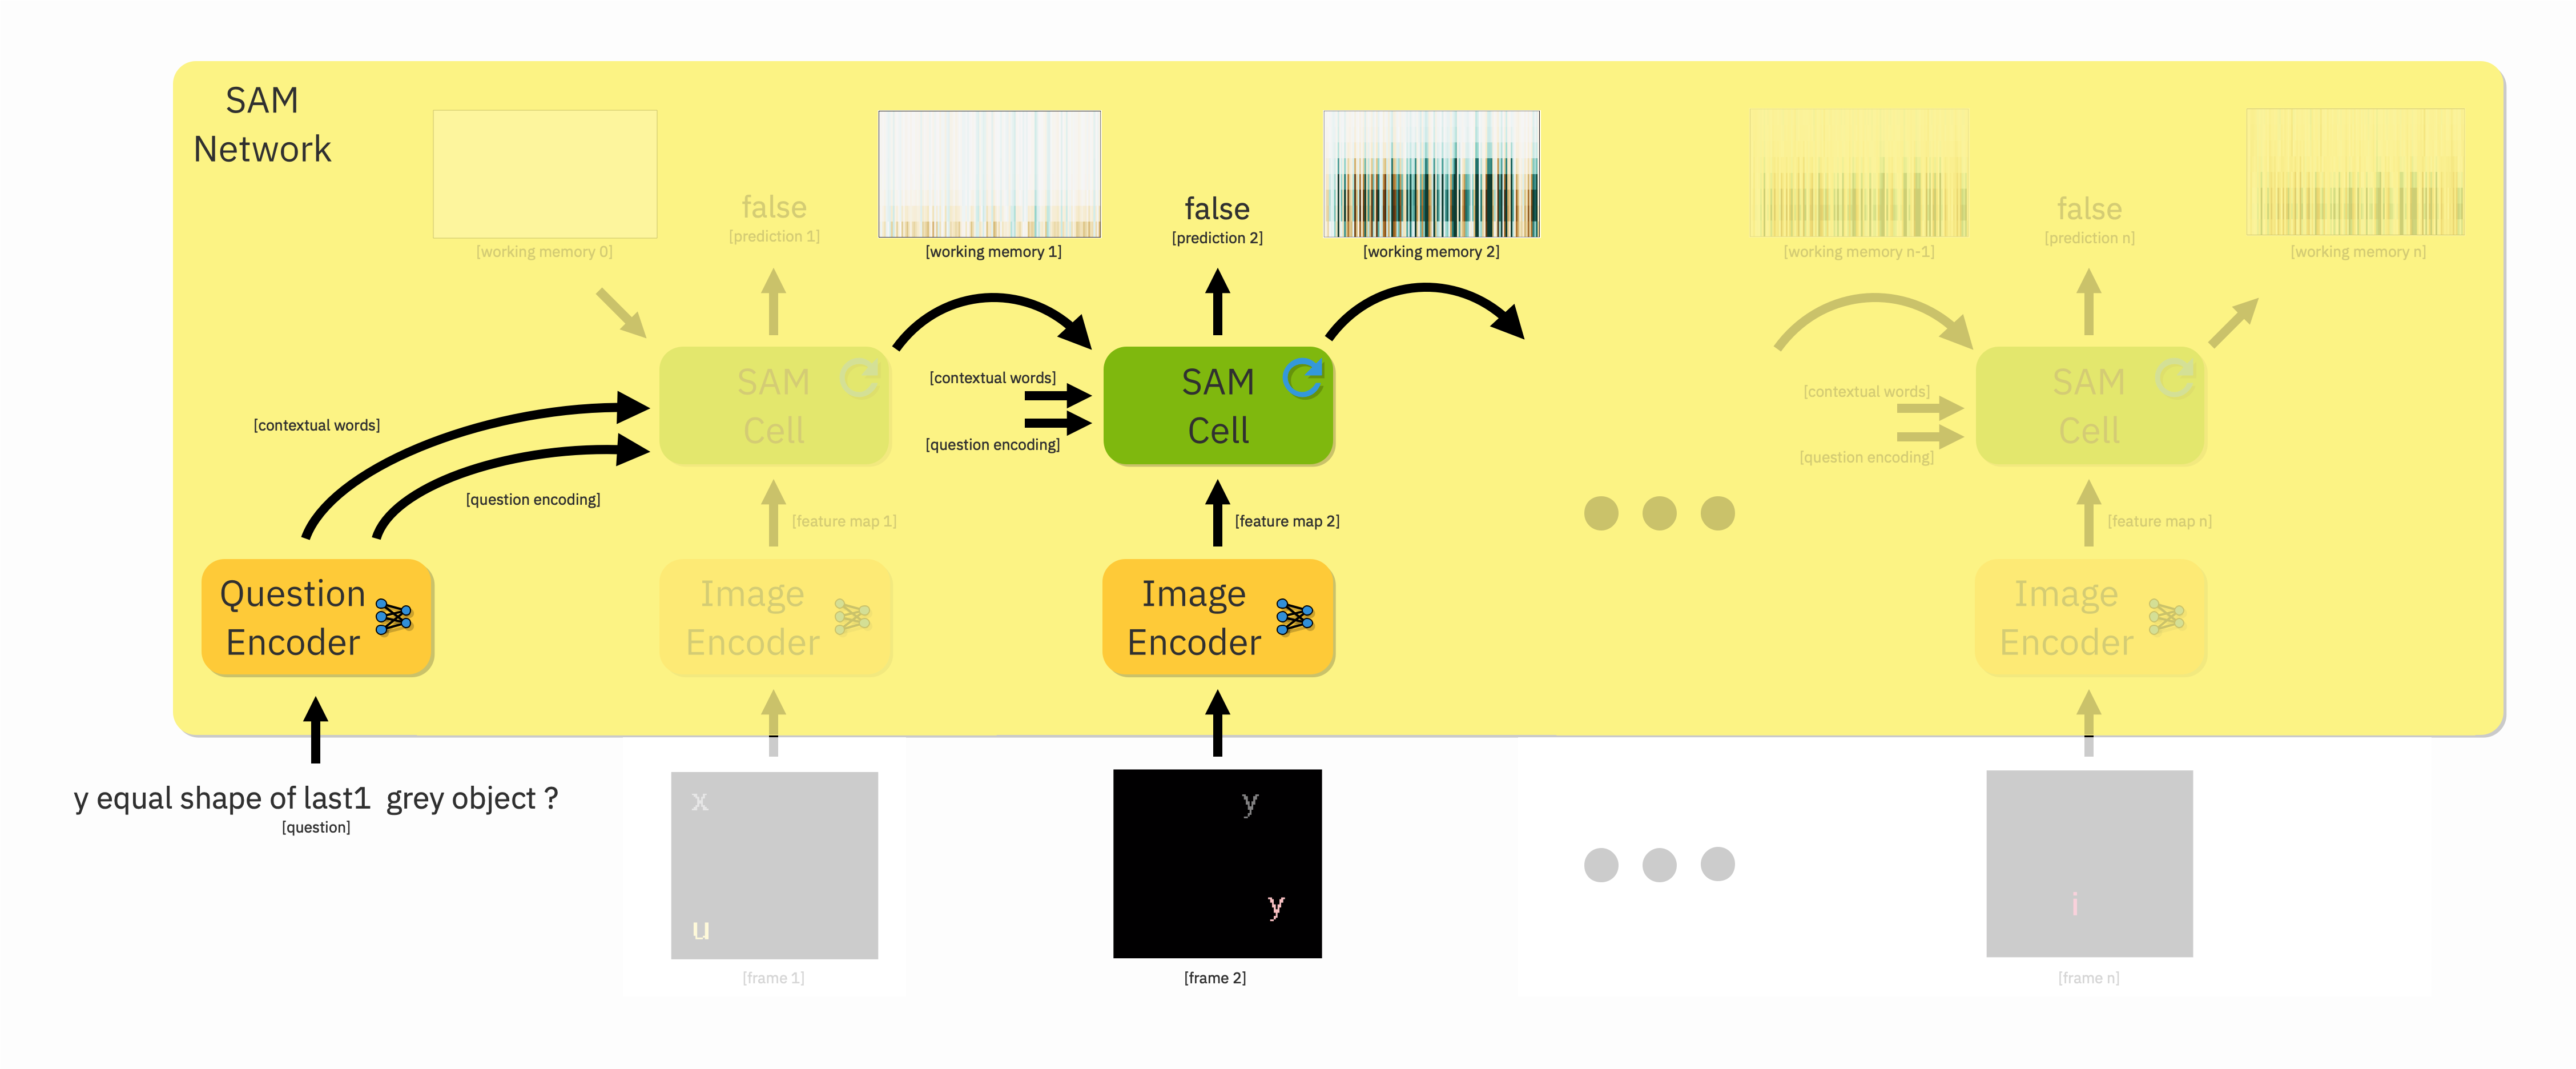 SAM
Network
[working memory 0]
false
[prediction 1]
[working memory 1]
false
[prediction 2]
[working memory 2]
[working memory n-1]
false
[prediction n]
[working memory n]
[contextual words]
[question encoding]
SAM
Cell
[contextual words]
[question encoding]
SAM
Cell
[contextual words]
[question encoding]
SAM
Cell
[feature map 1]
[feature map 2]
[feature map n]
Question
Encoder
Image
Encoder
Image
Encoder
Image
Encoder
y equal shape of last1 grey object ?
[question]
x
u
[frame 1]
y
y
[frame 2]
i
[frame n]